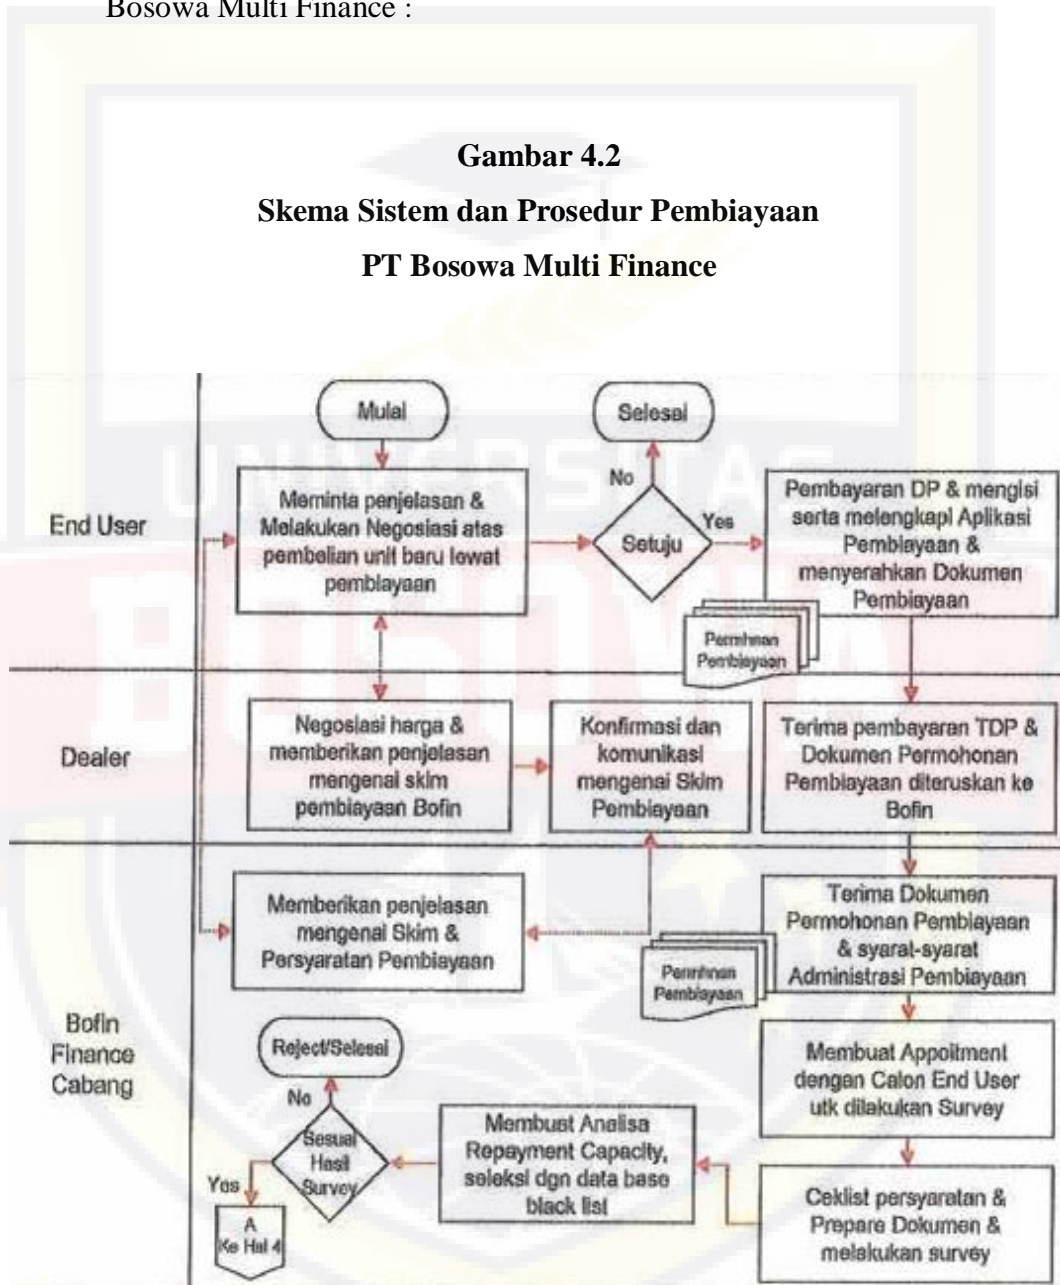 Bosowa Multi Finance :
Gambar 4.2
Skema Sistem dan Prosedur Pembiayaan
PT Bosowa Multi Finance
UNIVERSITAS
BOSOWA
End User
Mulai
Selesai
No
Meminta penjelasan &
Melakukan Negosiasi atas
pembelian unit baru lewat
pembiayaan
Setuju
Yes
Pembayaran DP & mengisi
serta melengkapi Aplikasi
Pembiayaan &
menyerahkan Dokumen
Pembiayaan
Permhnan
Pembiayaan
Dealer
Negosiasi harga &
memberikan penjelasan
mengenai skim
pembiayaan Bofin
Konfirmasi dan
komunikasi
mengenai Skim
Pembiayaan
Terima pembayaran TDP &
Dokumen Permohonan
Pembiayaan diteruskan ke
Bofin
Bofin
Finance
Cabang
Memberikan penjelasan
mengenai Skim &
Persyaratan Pembiayaan
Terima Dokumen
Permohonan Pembiayaan
& syarat-syarat
Administrasi Pembiayaan
Permhnan
Pembiayaan
Membuat Appoitment
dengan Calon End User
utk dilakukan Survey
Ceklist persyaratan &
Prepare Dokumen &
melakukan survey
Membuat Analisa
Repayment Capacity,
seleksi dgn data base
black list
Reject/Selesai
No
Sesuai
Hasil
Survey
Yes
A
Ke Hal 4